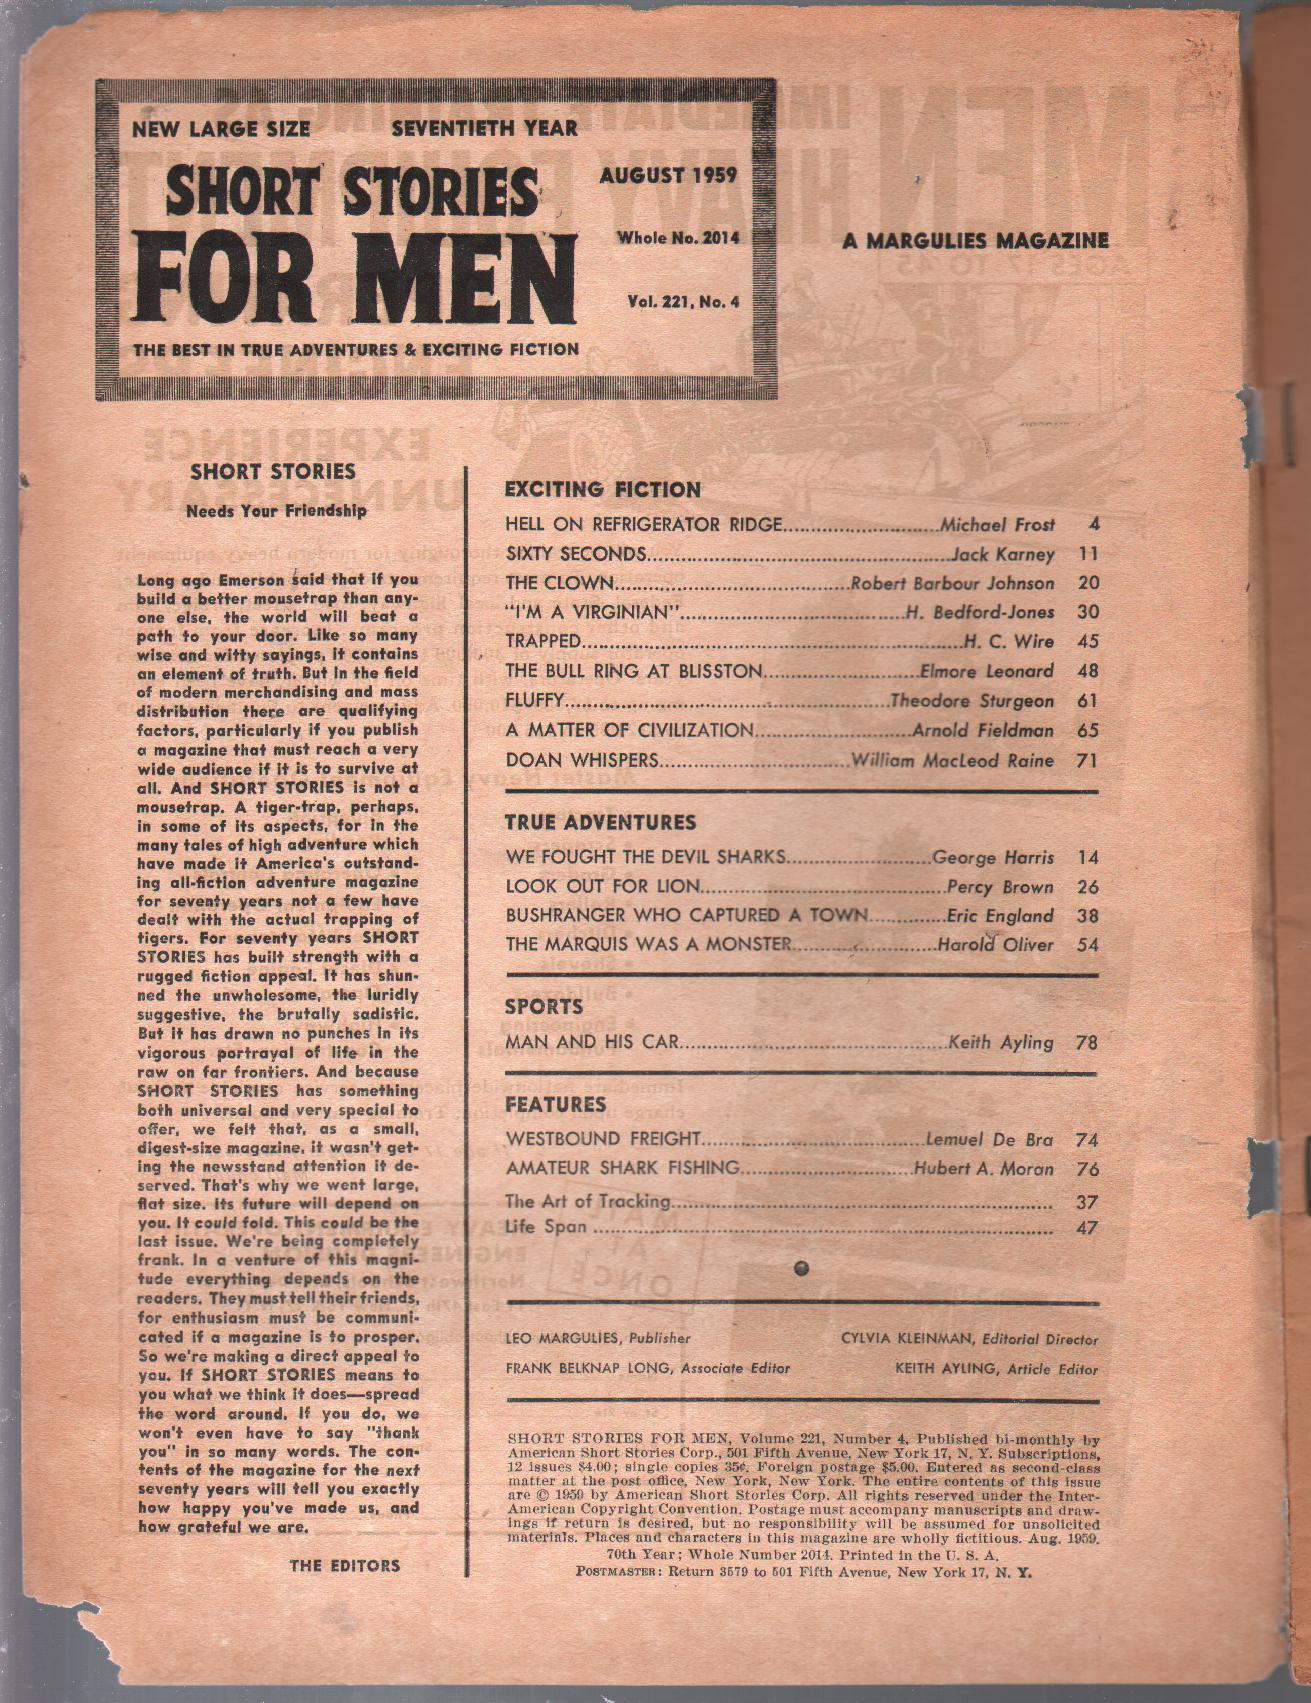 NEW LARGE SIZE SEVENTIETH YEAR
SHORT STORIES
FOR MEN
THE BEST IN TRUE ADVENTURES & EXCITING FICTION
AUGUST 1959
Whole No. 2014
Vol. 221, No. 4
A MARGULIES MAGAZINE
SHORT STORIES
Needs Your Friendship
Long ago Emerson said that if you
build a better mousetrap than any-
one else, the world will beat a
path to your door. Like so many
wise and witty sayings, it contains
an element of truth. But in the field
of modern merchandising and mass
distribution there are qualifying
factors, particularly if you publish
a magazine that must reach a very
wide audience if it is to survive at
all. And SHORT STORIES is not a
mousetrap. A tiger-trap, perhaps,
in some of its aspects, for in the
many tales of high adventure which
have made it America's outstand-
ing all-fiction adventure magazine
for seventy years not a few have
dealt with the actual trapping of
tigers. For seventy years SHORT
STORIES has built strength with a
rugged fiction appeal. It has shun-
ned the unwholesome, the luridly
suggestive, the brutally sadistic.
But it has drawn no punches in its
vigorous portrayal of life in the
raw on far frontiers. And because
SHORT STORIES has something
both universal and very special to
offer, we felt that, as a small,
digest-size magazine, it wasn't get-
ing the newsstand attention it de-
served. That's why we went large,
flat size. Its future will depend on
you. It could fold. This could be the
last issue. We're being completely
frank. In a venture of this magni-
tude everything depends on the
readers. They must tell their friends,
for enthusiasm must be communi-
cated if a magazine is to prosper.
So we're making a direct appeal to
you. If SHORT STORIES means to
you what we think it does—spread
the word around. If you do, we
won't even have to say "thank
you" in so many words. The con-
tents of the magazine for the next
seventy years will tell you exactly
how happy you've made us, and
how grateful we are.
THE EDITORS
EXCITING FICTION
HELL ON REFRIGERATOR RIDGE..........................Michael Frost 4
SIXTY SECONDS..........................Jack Karney 11
THE CLOWN..........................Robert Barbour Johnson 20
"I'M A VIRGINIAN"..........................H. Bedford-Jones 30
TRAPPED..........................H. C. Wire 45
THE BULL RING AT BLISSTON..........................Elmore Leonard 48
FLUFFY..........................Theodore Sturgeon 61
A MATTER OF CIVILIZATION..........................Arnold Fieldman 65
DOAN WHISPERS..........................William MacLeod Raine 71
TRUE ADVENTURES
WE FOUGHT THE DEVIL SHARKS..........................George Harris 14
LOOK OUT FOR LION..........................Percy Brown 26
BUSHRANGER WHO CAPTURED A TOWN.............Eric England 38
THE MARQUIS WAS A MONSTER..........................Harold Oliver 54
SPORTS
MAN AND HIS CAR..........................Keith Ayling 78
FEATURES
WESTBOUND FREIGHT..........................Lemuel De Bra 74
AMATEUR SHARK FISHING..........................Hubert A. Moran 76
The Art of Tracking.......................... 37
Life Span .......................... 47
LEO MARGULIES, Publisher CYLVIA KLEINMAN, Editorial Director
FRANK BELKNAP LONG, Associate Editor KEITH AYLING, Article Editor
SHORT STORIES FOR MEN, Volume 221, Number 4, Published bi-monthly by
American Short Stories Corp., 501 Fifth Avenue, New York 17, N. Y. Subscriptions,
12 issues $4.00; single copies 35¢. Foreign postage $5.00. Entered as second-class
matter at the post office, New York, New York. The entire contents of this issue
are © 1959 by American Short Stories Corp. All rights reserved under the Inter-
American Copyright Convention. Postage must accompany manuscripts and draw-
ings if return is desired, but no responsibility will be assumed for unsolicited
materials. Places and characters in this magazine are wholly fictitious. Aug. 1959.
70th Year; Whole Number 2014. Printed in the U. S. A.
POSTMASTER: Return 3579 to 501 Fifth Avenue, New York 17, N. Y.